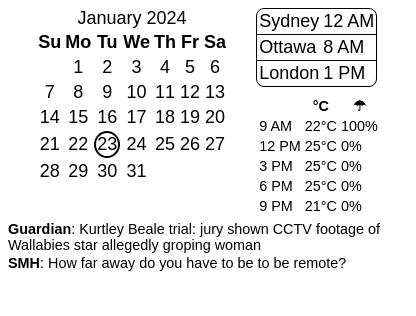 January 2024
Su Mo Tu We Th Fr Sa
1 2 3 4 5 6
7 8 9 10 11 12 13
14 15 16 17 18 19 20
21 22 23 24 25 26 27
28 29 30 31
Sydney 12 AM
Ottawa 8 AM
London 1 PM
°C ☂
9 AM 22°C 100%
12 PM 25°C 0%
3 PM 25°C 0%
6 PM 25°C 0%
9 PM 21°C 0%
Guardian: Kurtley Beale trial: jury shown CCTV footage of
Wallabies star allegedly groping woman
SMH: How far away do you have to be to be remote?